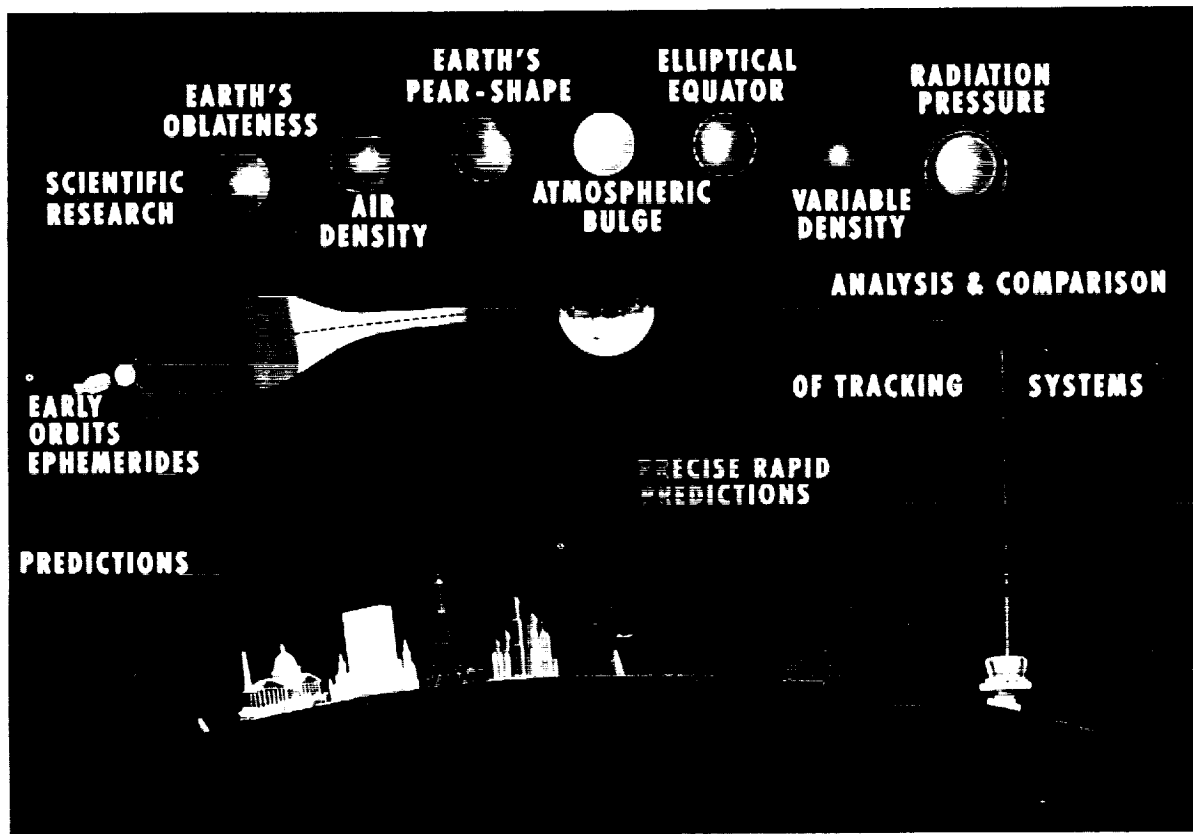 EARTH'S
OBLATENESS
EARTH'S
PEAR-SHAPE
ELLIPTICAL
EQUATOR
RADIATION
PRESSURE
SCIENTIFIC
RESEARCH
AIR
DENSITY
ATMOSPHERIC
BULGE
VARIABLE
DENSITY
ANALYSIS & COMPARISON
OF TRACKING SYSTEMS
EARLY
ORBITS
EPHEMERIDES
PRECISE RAPID
PREDICTIONS
PREDICTIONS